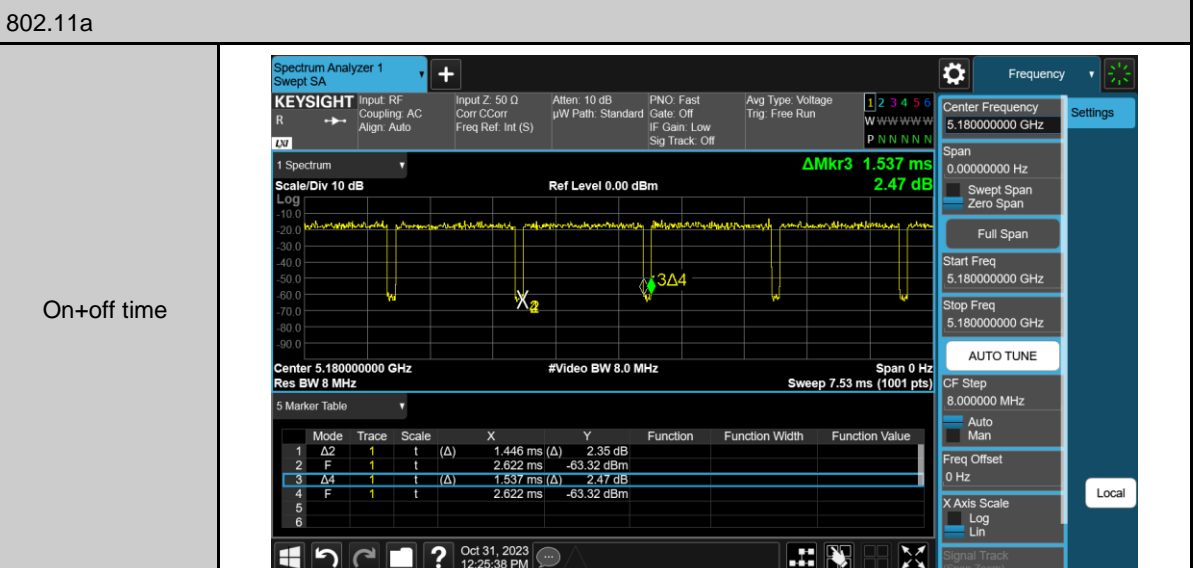 802.11a
On+off time
Spectrum Analyzer 1
Swept SA
+
Frequency
KEYSIGHT
R
LXI
Input: RF
Coupling: AC
Align: Auto
Input Z: 50 Ω
Corr CCorr
Freq Ref: Int (S)
Atten: 10 dB
µW Path: Standard
PNO: Fast
Gate: Off
IF Gain: Low
Sig Track: Off
Avg Type: Voltage
Trig: Free Run
1 2 3 4 5 6
W W W W W W
P N N N N N
1 Spectrum
ΔMkr3 1.537 ms
2.47 dB
Scale/Div 10 dB
Ref Level 0.00 dBm
Log
-10.0
-20.0
-30.0
-40.0
-50.0
-60.0
-70.0
-80.0
-90.0
3Δ4
Center 5.180000000 GHz
#Video BW 8.0 MHz
Span 0 Hz
Res BW 8 MHz
Sweep 7.53 ms (1001 pts)
5 Marker Table
Mode Trace Scale X Y Function Function Width Function Value
1 Δ2 1 t (Δ) 1.446 ms (Δ) 2.35 dB
2 F 1 t 2.622 ms -63.32 dBm
3 Δ4 1 t (Δ) 1.537 ms (Δ) 2.47 dB
4 F 1 t 2.622 ms -63.32 dBm
5
6
?
Oct 31, 2023
12:25:38 PM
Center Frequency
5.180000000 GHz
Span
0.00000000 Hz
Swept Span
Zero Span
Full Span
Start Freq
5.180000000 GHz
Stop Freq
5.180000000 GHz
AUTO TUNE
CF Step
8.000000 MHz
Auto
Man
Freq Offset
0 Hz
X Axis Scale
Log
Lin
Signal Track
Settings
Local